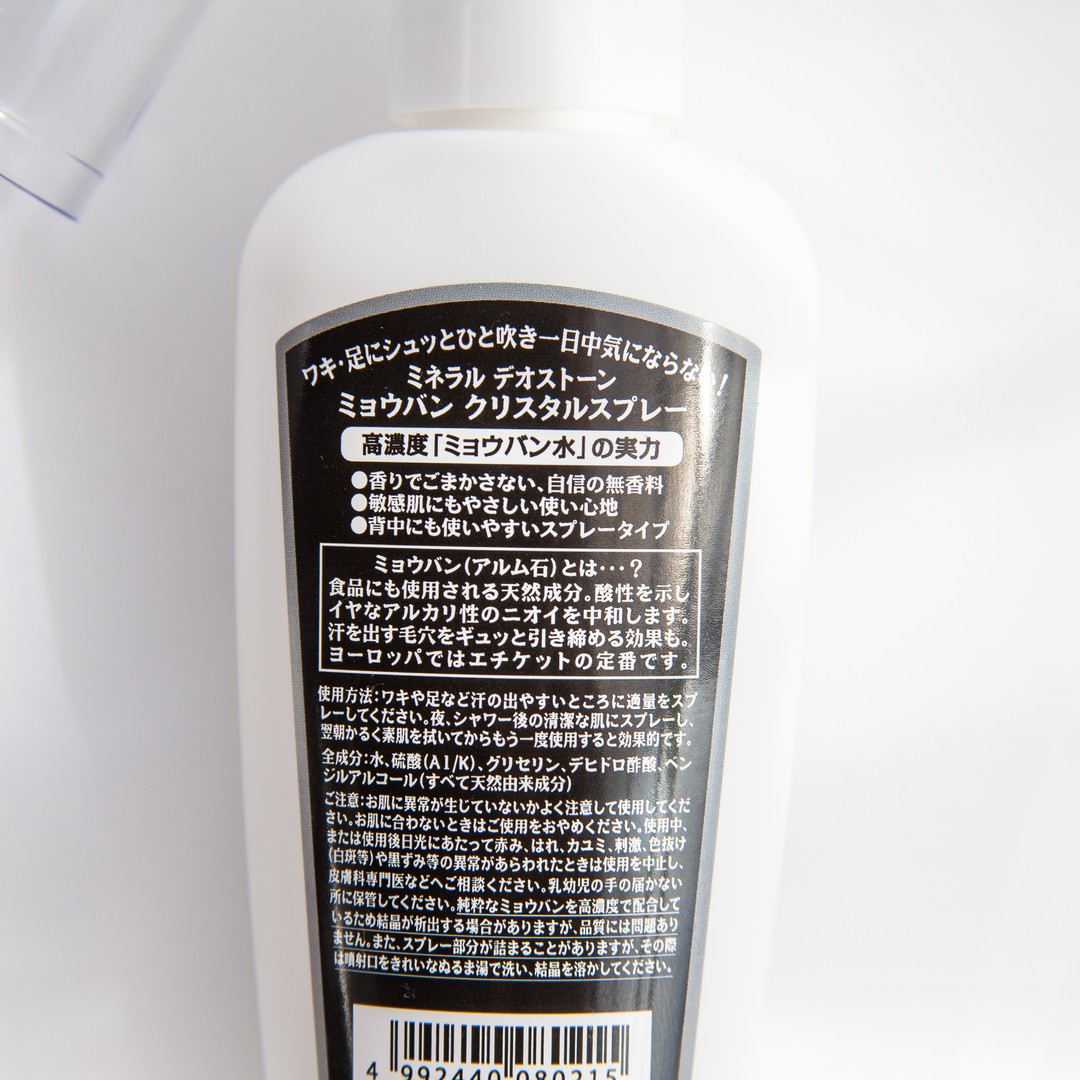 ワキ・足にシュッとひと吹き一日中気にならない!
ミネラル デオストーン
ミョウバン クリスタルスプレー
高濃度「ミョウバン水」の実力
●香りでごまかさない、自信の無香料
●敏感肌にもやさしい使い心地
●背中にも使いやすいスプレータイプ
ミョウバン(アルム石)とは・・・?
食品にも使用される天然成分。酸性を示し
イヤなアルカリ性のニオイを中和します。
汗を出す毛穴をギュッと引き締める効果も。
ヨーロッパではエチケットの定番です。
使用方法:ワキや足など汗の出やすいところに適量をスプ
レーしてください。夜、シャワー後の清潔な肌にスプレーし、
翌朝かるく素肌を拭いてからもう一度使用すると効果的です。
全成分:水、硫酸(Al/K)、グリセリン、デヒドロ酢酸、ベン
ジルアルコール(すべて天然由来成分)
ご注意:お肌に異常が生じていないかよく注意して使用してくだ
さい。お肌に合わないときはご使用をおやめください。使用中、
または使用後日光にあたって赤み、はれ、カユミ、刺激、色抜け
(白斑等)や黒ずみ等の異常があらわれたときは使用を中止し、
皮膚科専門医などへご相談ください。乳幼児の手の届かない
所に保管してください。純粋なミョウバンを高濃度で配合して
いるため結晶が析出する場合がありますが、品質には問題あり
ません。また、スプレー部分が詰まることがありますが、その際
は噴射口をきれいなぬるま湯で洗い、結晶を溶かしてください。
4 992440 080215